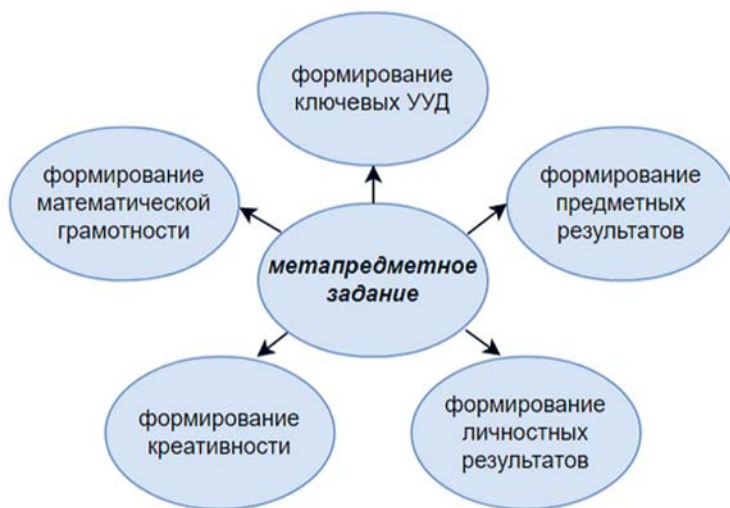 формирование
ключевых УУД
формирование
математической
грамотности
формирование
предметных
результатов
метапредметное
задание
формирование
креативности
формирование
личностных
результатов